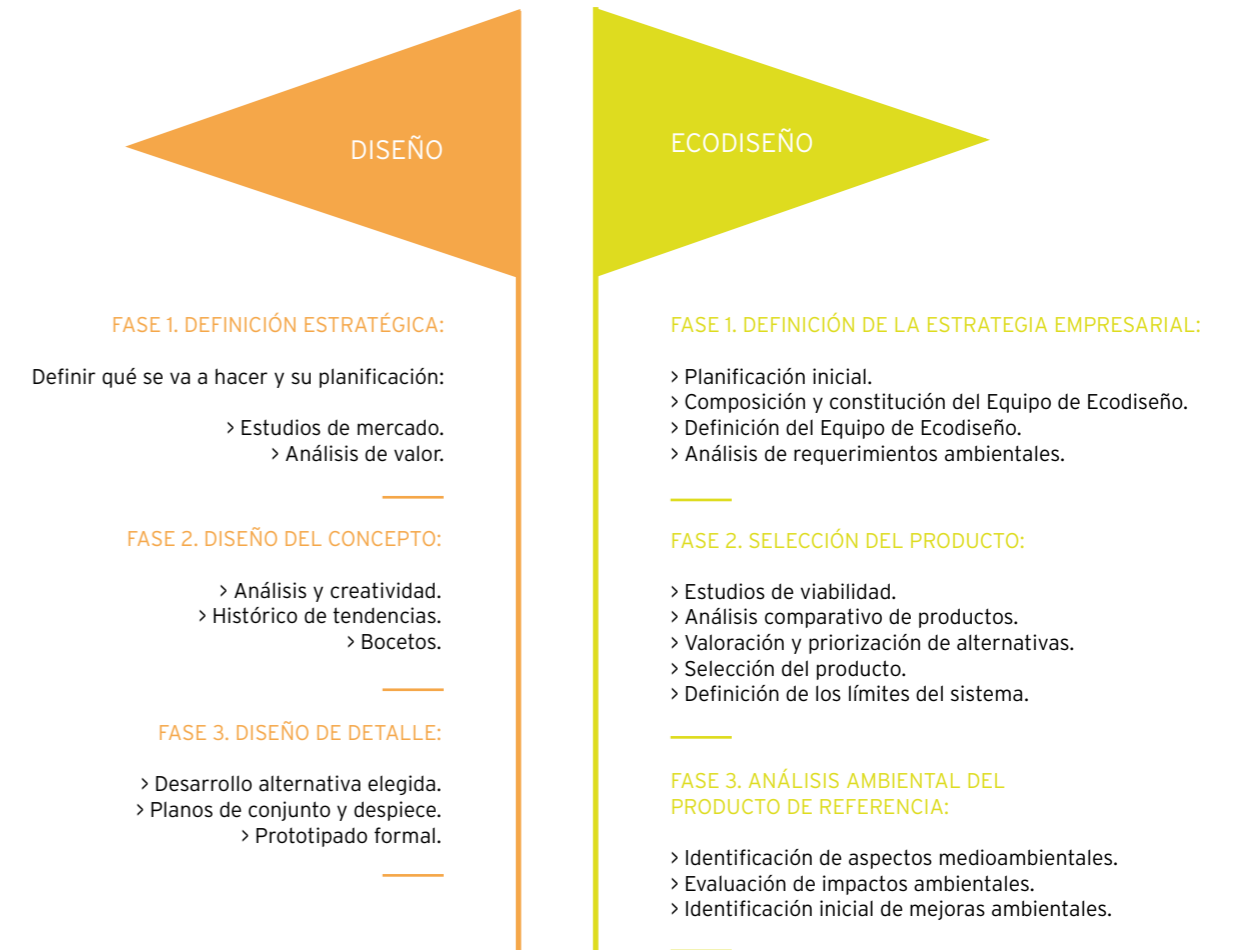 DISEÑO
FASE 1. DEFINICIÓN ESTRATÉGICA:
Definir qué se va a hacer y su planificación:
> Estudios de mercado.
> Análisis de valor.
FASE 2. DISEÑO DEL CONCEPTO:
> Análisis y creatividad.
> Histórico de tendencias.
> Bocetos.
FASE 3. DISEÑO DE DETALLE:
> Desarrollo alternativa elegida.
> Planos de conjunto y despiece.
> Prototipado formal.
ECODISEÑO
FASE 1. DEFINICIÓN DE LA ESTRATEGIA EMPRESARIAL:
> Planificación inicial.
> Composición y constitución del Equipo de Ecodiseño.
> Definición del Equipo de Ecodiseño.
> Análisis de requerimientos ambientales.
FASE 2. SELECCIÓN DEL PRODUCTO:
> Estudios de viabilidad.
> Análisis comparativo de productos.
> Valoración y priorización de alternativas.
> Selección del producto.
> Definición de los límites del sistema.
FASE 3. ANÁLISIS AMBIENTAL DEL
PRODUCTO DE REFERENCIA:
> Identificación de aspectos medioambientales.
> Evaluación de impactos ambientales.
> Identificación inicial de mejoras ambientales.